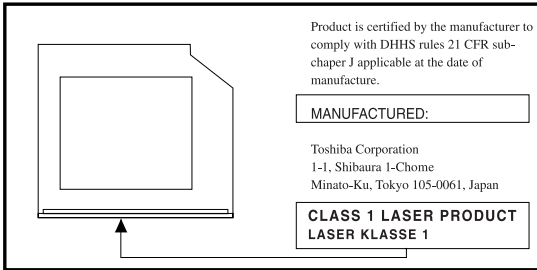 Product is certified by the manufacturer to
comply with DHHS rules 21 CFR sub-
chaper J applicable at the date of
manufacture.
MANUFACTURED:
Toshiba Corporation
1-1, Shibaura 1-Chome
Minato-Ku, Tokyo 105-0061, Japan
CLASS 1 LASER PRODUCT
LASER KLASSE 1